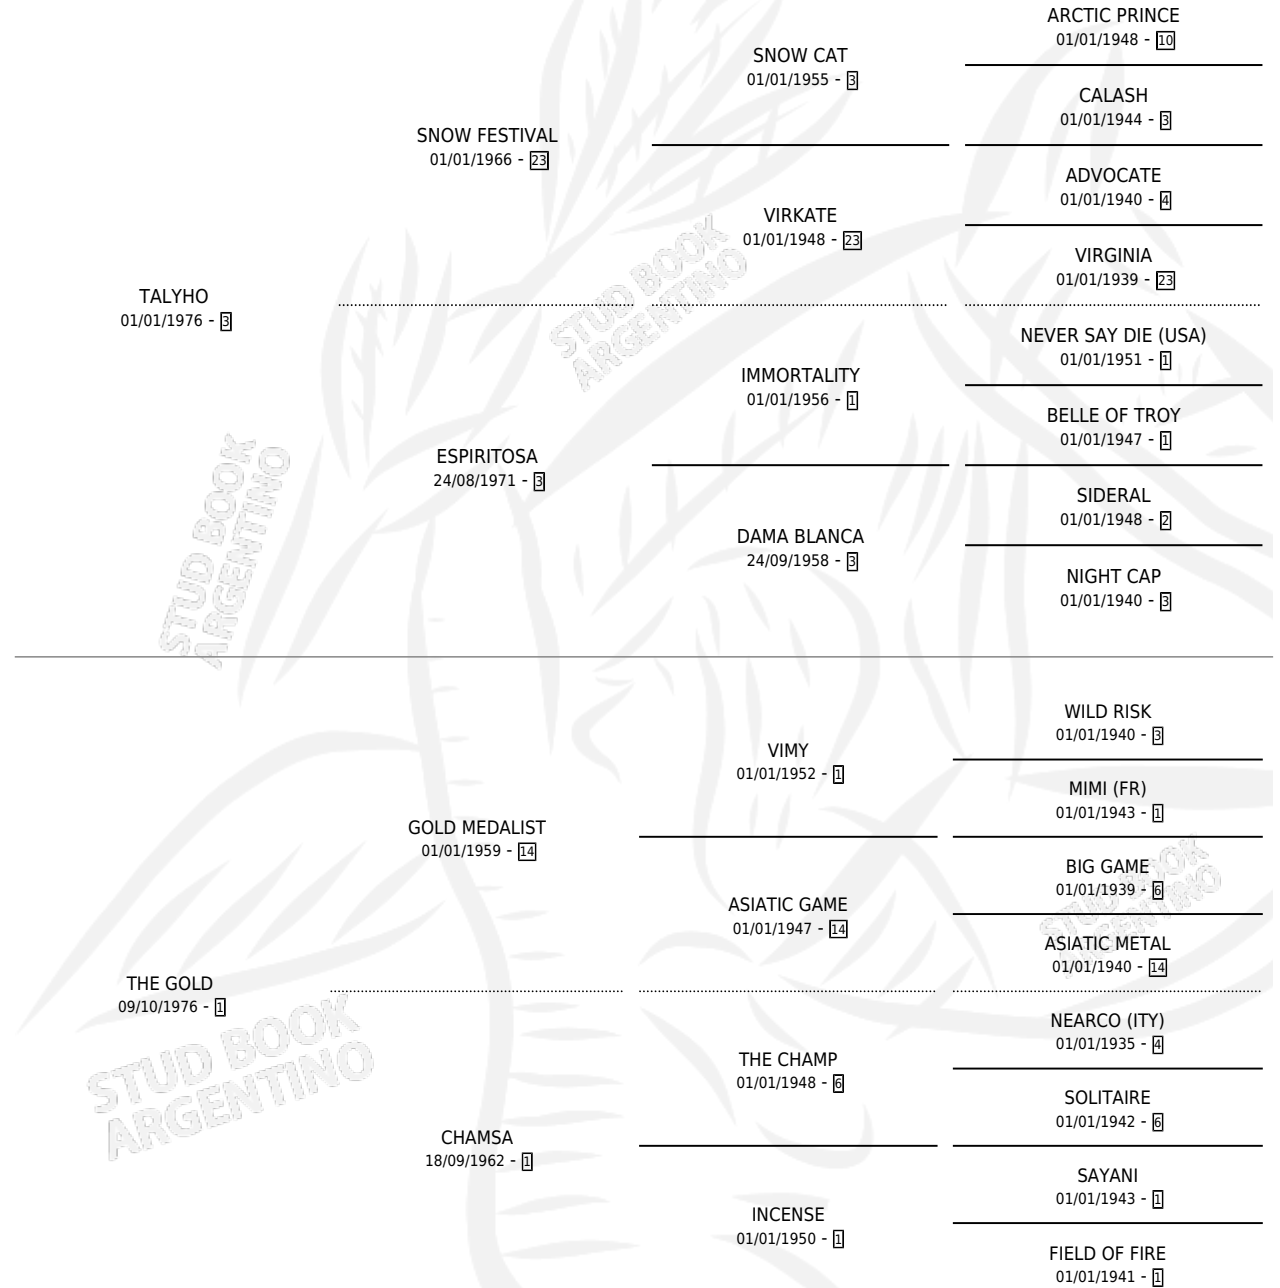 ARCTIC PRINCE
01/01/1948 - 10
SNOW CAT
01/01/1955 - 3
CALASH
01/01/1944 - 3
SNOW FESTIVAL
01/01/1966 - 23
ADVOCATE
01/01/1940 - 4
VIRKATE
01/01/1948 - 23
VIRGINIA
01/01/1939 - 23
TALYHO
01/01/1976 - 3
NEVER SAY DIE (USA)
01/01/1951 - 1
IMMORTALITY
01/01/1956 - 1
BELLE OF TROY
01/01/1947 - 1
ESPIRITOSA
24/08/1971 - 3
SIDERAL
01/01/1948 - 2
DAMA BLANCA
24/09/1958 - 3
NIGHT CAP
01/01/1940 - 3
STUD BOOK
ARGENTINO
STUD BOOK
ARGENTINO
WILD RISK
01/01/1940 - 3
VIMY
01/01/1952 - 1
MIMI (FR)
01/01/1943 - 1
GOLD MEDALIST
01/01/1959 - 14
BIG GAME
01/01/1939 - 6
ASIATIC GAME
01/01/1947 - 14
ASIATIC METAL
01/01/1940 - 14
THE GOLD
09/10/1976 - 1
NEARCO (ITY)
01/01/1935 - 4
THE CHAMP
01/01/1948 - 6
SOLITAIRE
01/01/1942 - 6
CHAMSA
18/09/1962 - 1
SAYANI
01/01/1943 - 1
INCENSE
01/01/1950 - 1
FIELD OF FIRE
01/01/1941 - 1
STUD BOOK
ARGENTINO
STUD BOOK
ARGENTINO